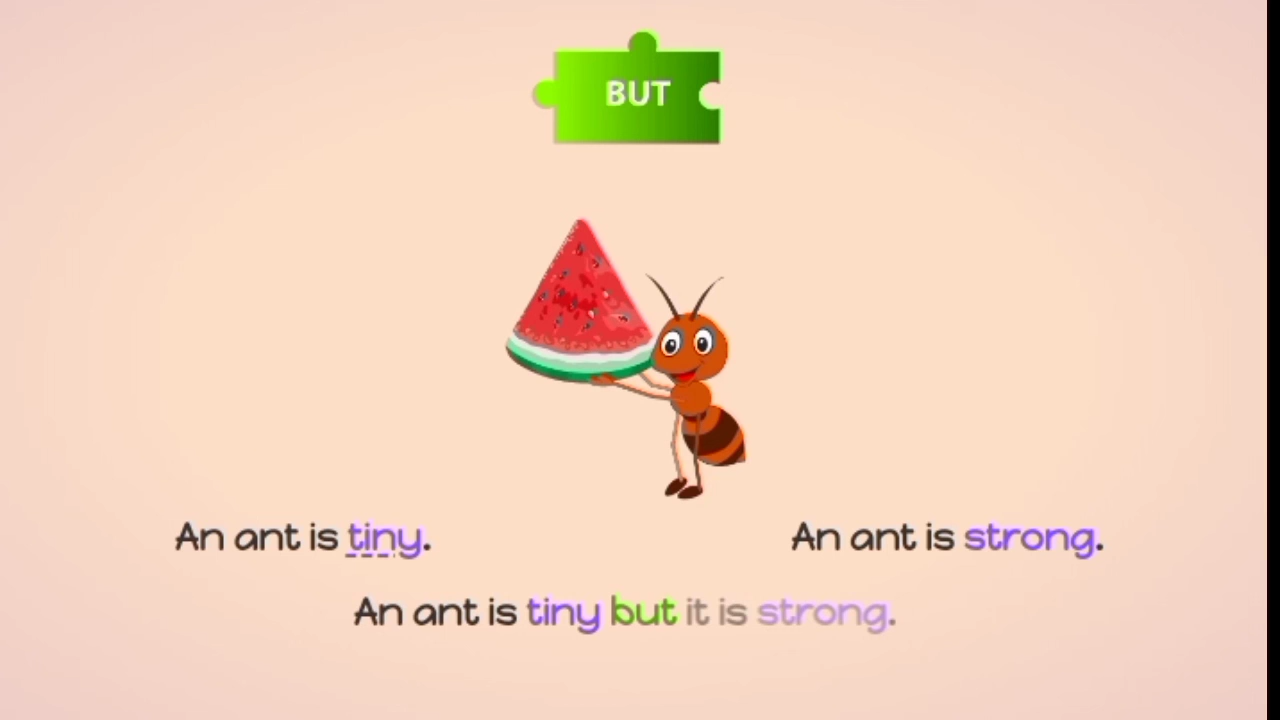 BUT
An ant is tiny.
An ant is strong.
An ant is tiny but it is strong.